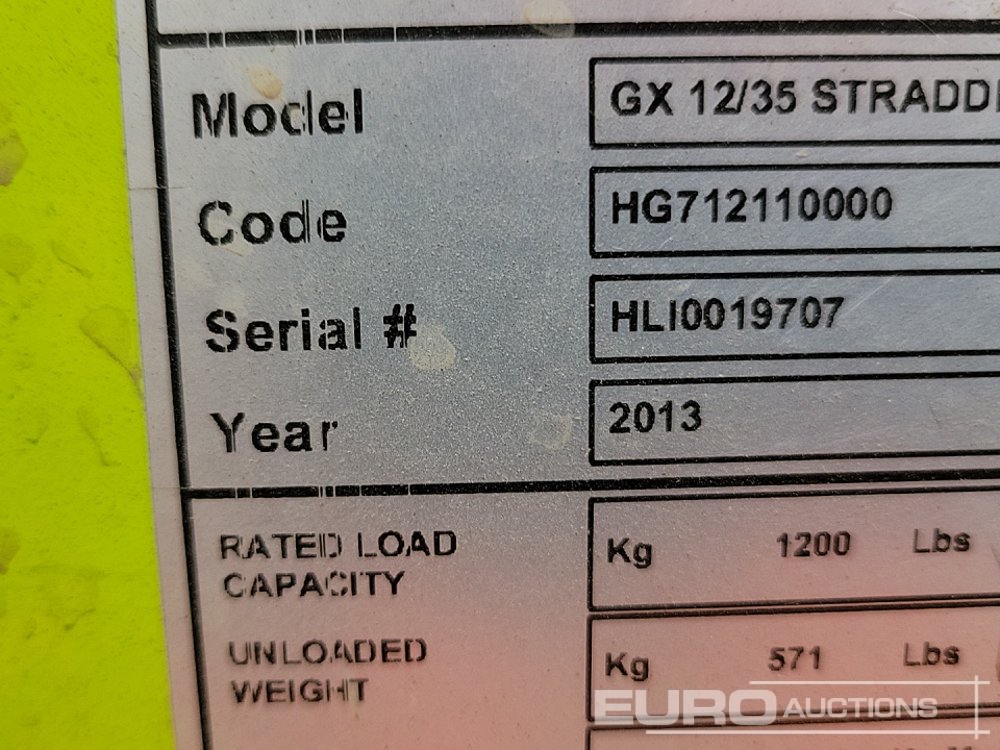 Model GX 12/35 STRADD
Code HG712110000
Serial # HLI0019707
Year 2013
RATED LOAD CAPACITY Kg 1200 Lbs
UNLOADED WEIGHT Kg 571 Lbs
EURO AUCTIONS